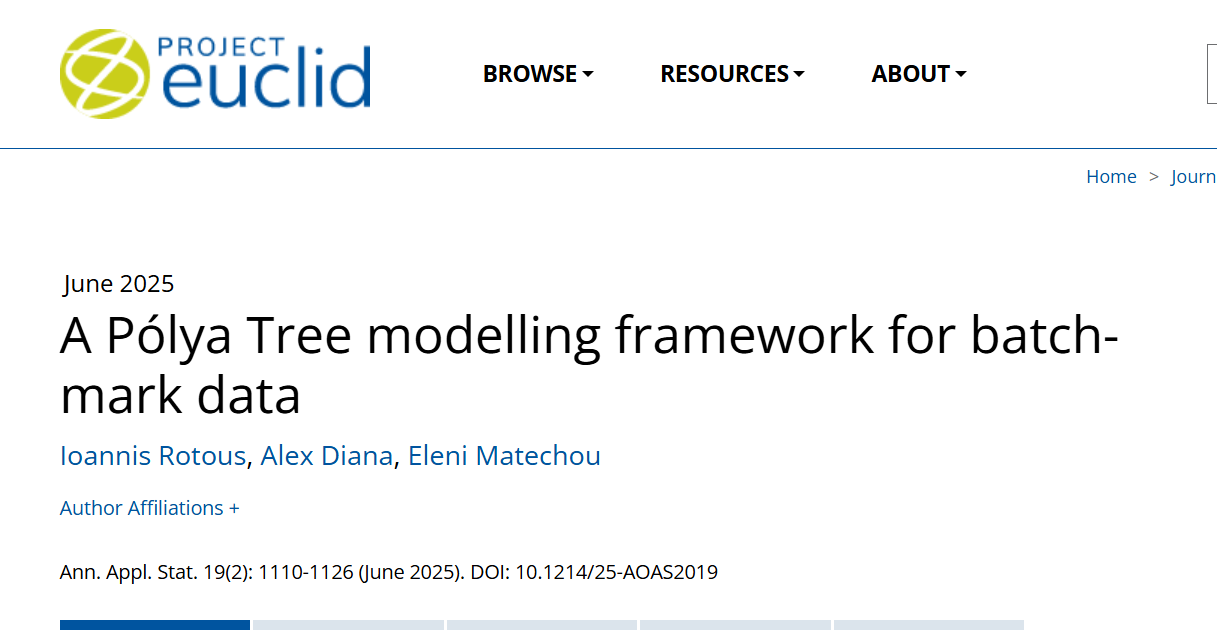 PROJECT
euclid
BROWSE
RESOURCES
ABOUT
Home > Journ
June 2025
A Pólya Tree modelling framework for batch-
mark data
Ioannis Rotous, Alex Diana, Eleni Matechou
Author Affiliations +
Ann. Appl. Stat. 19(2): 1110-1126 (June 2025). DOI: 10.1214/25-AOAS2019